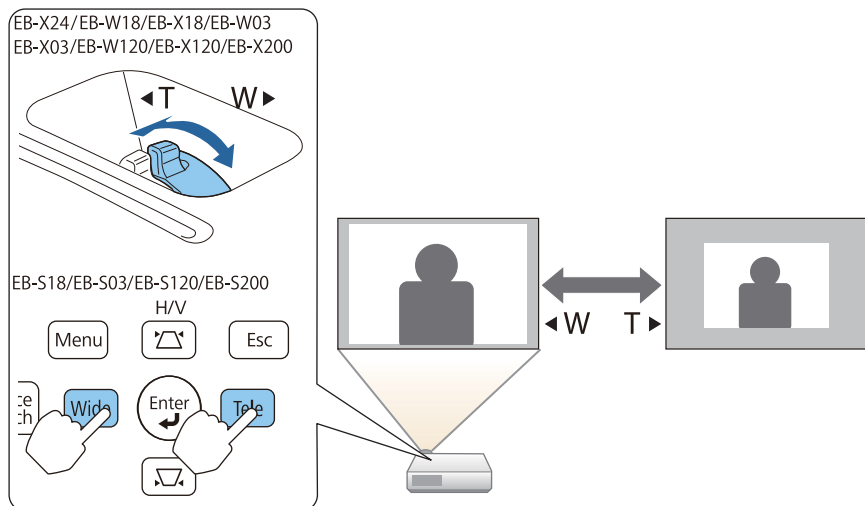 EB-X24/EB-W18/EB-X18/EB-W03
EB-X03/EB-W120/EB-X120/EB-X200
◀T W▶
EB-S18/EB-S03/EB-S120/EB-S200
H/V
Menu Esc
Wide Enter Tele
◀W T▶